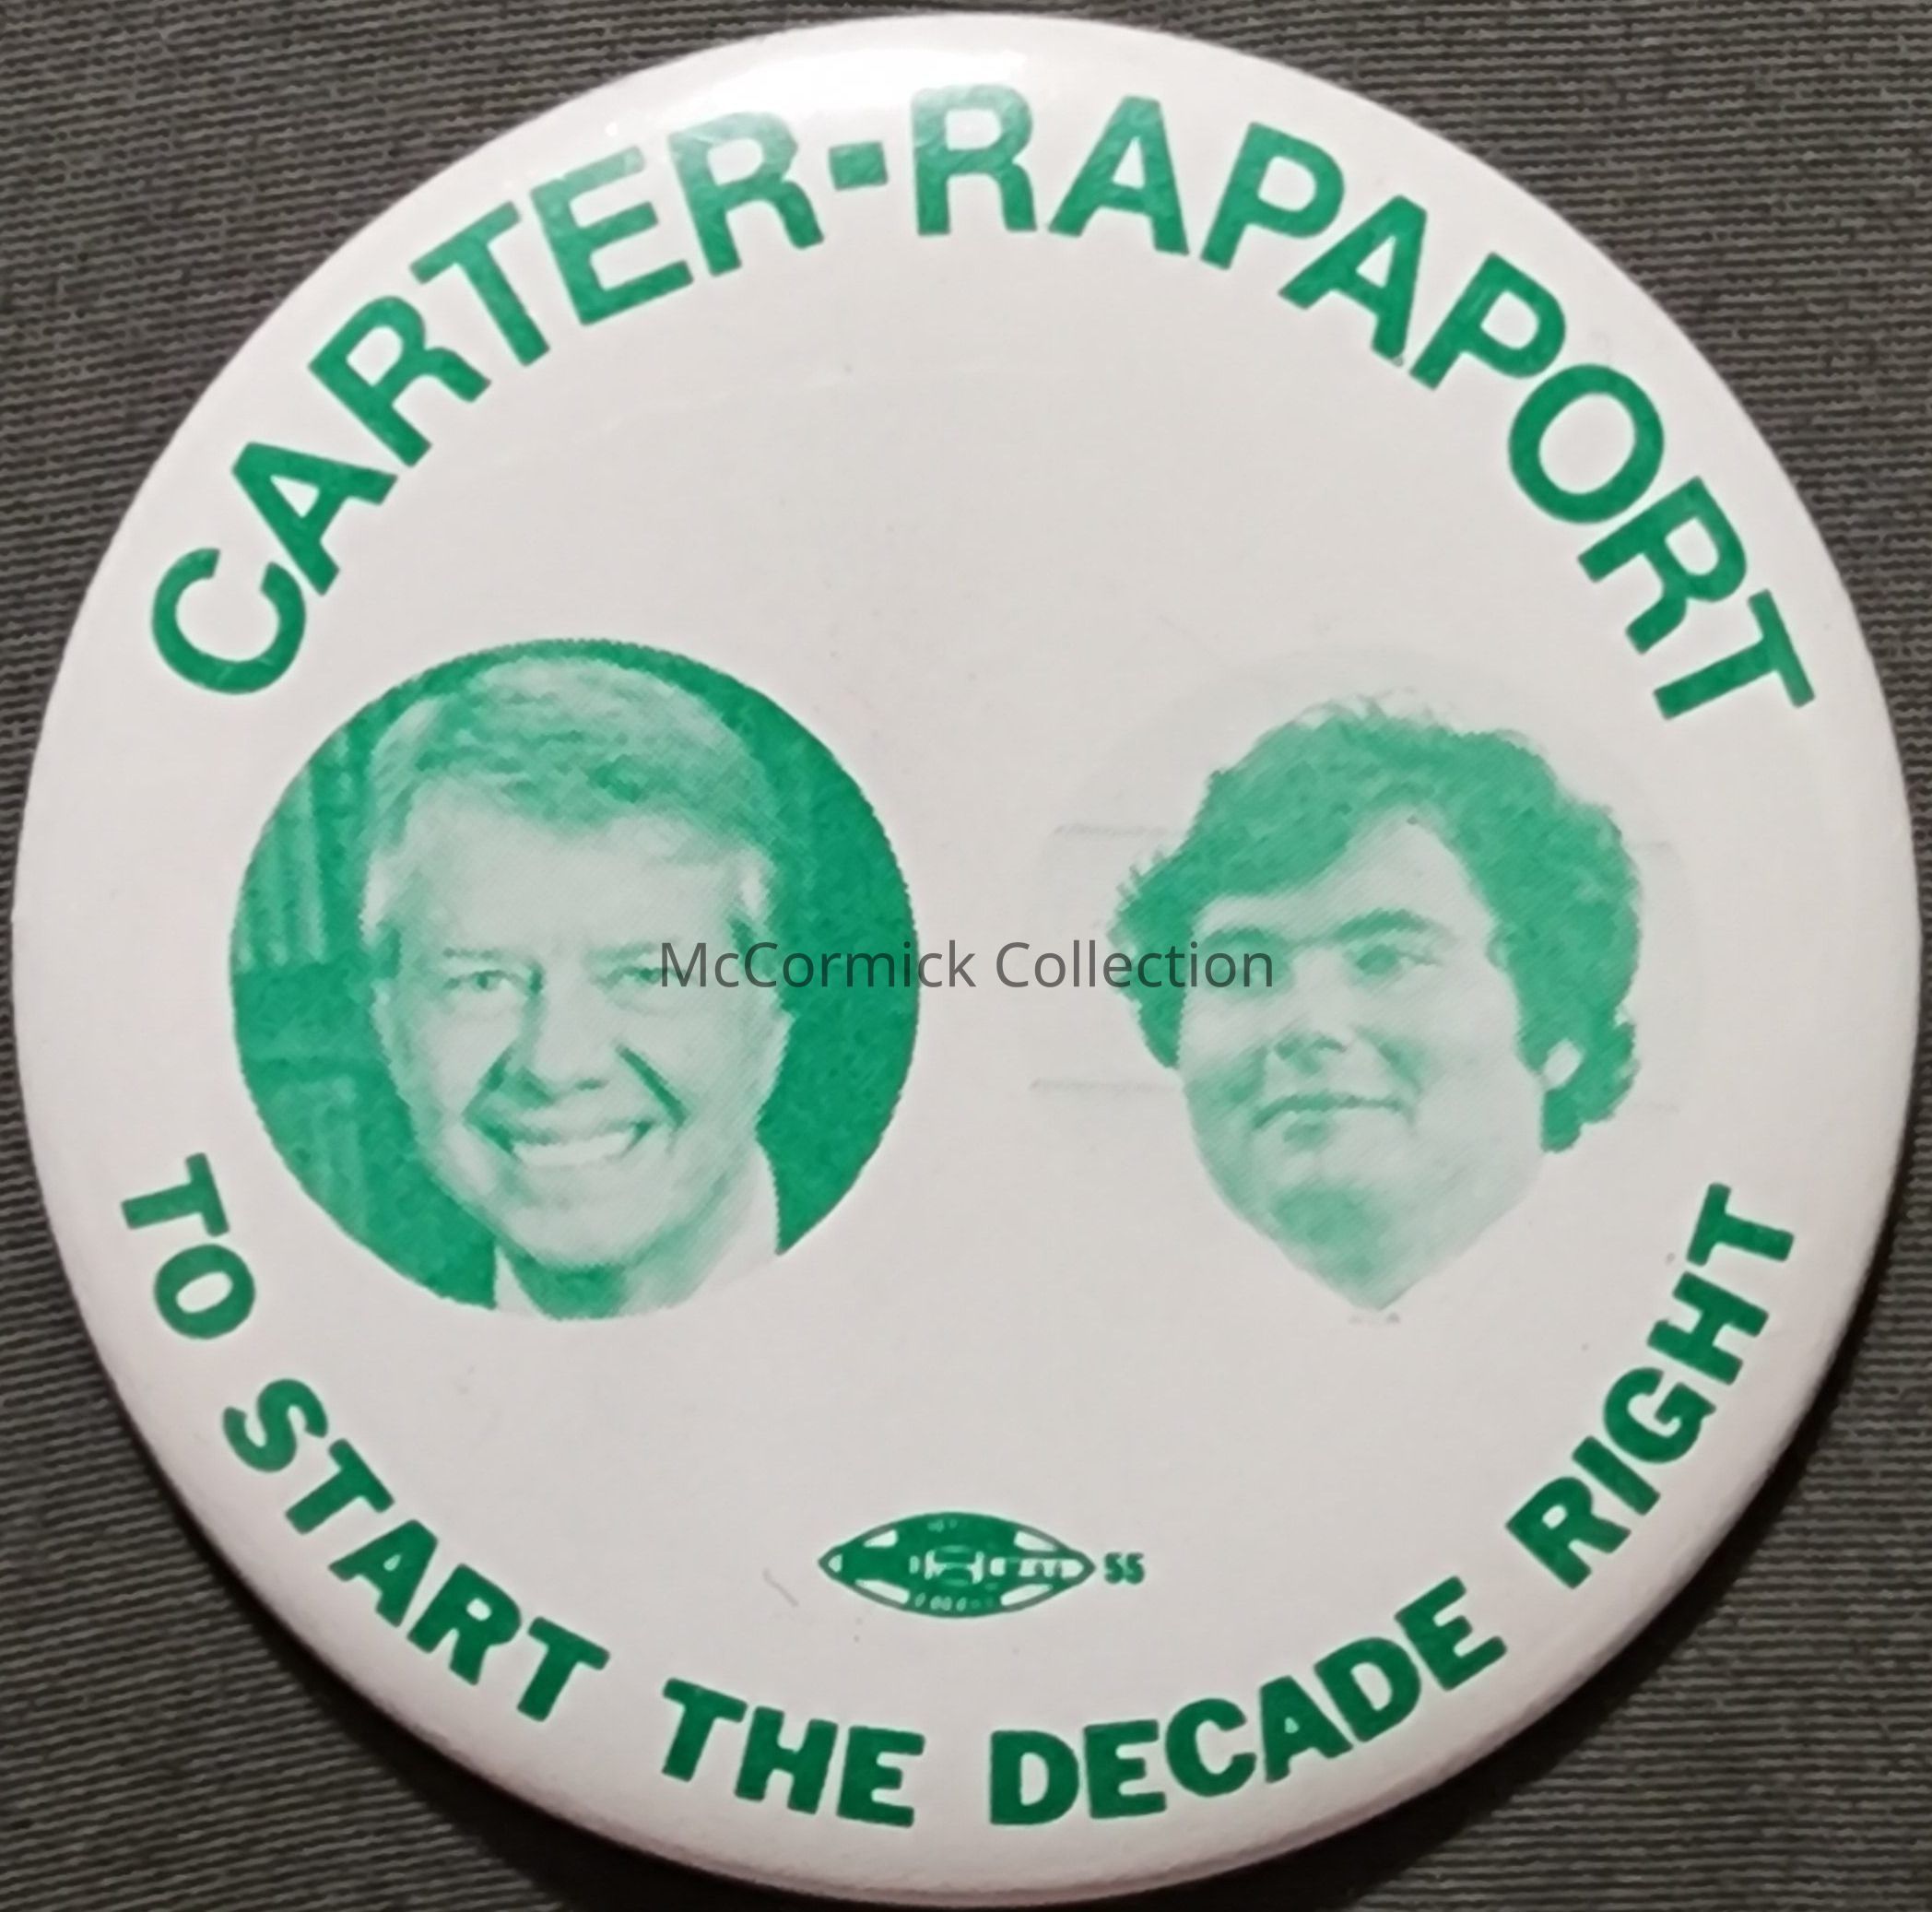 CARTER-RAPAPORT
McCormick Collection
55
TO START THE DECADE RIGHT